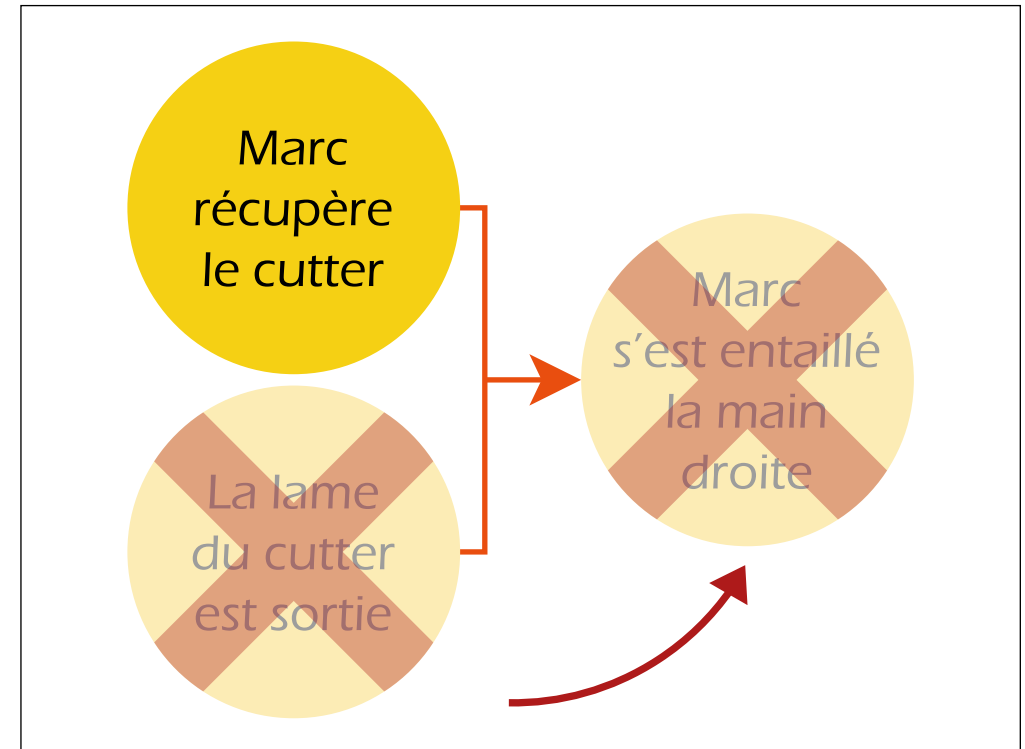 Marc
récupère
le cutter
La lame
du cutter
est sortie
Marc
s’est entaillé
la main
droite